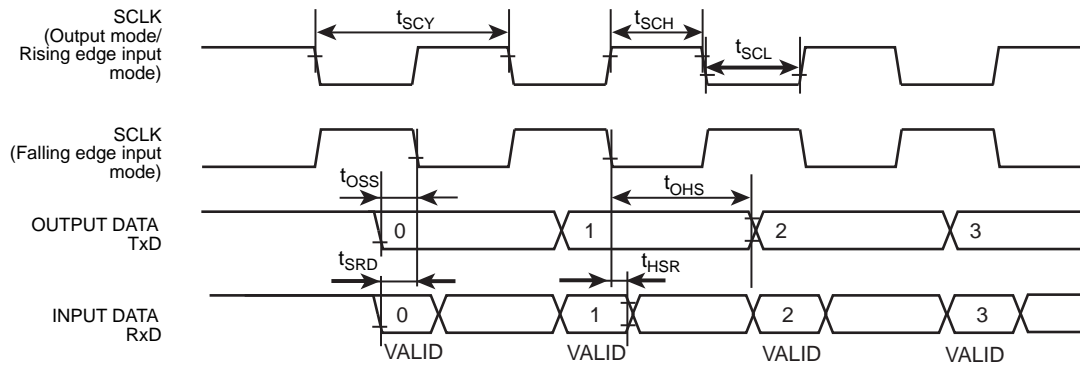 SCLK
(Output mode/
Rising edge input
mode)
tSCY
tSCH
tSCL
SCLK
(Falling edge input
mode)
tOSS
tOHS
OUTPUT DATA
TxD
0
1
2
3
tSRD
tHSR
INPUT DATA
RxD
0
1
2
3
VALID
VALID
VALID
VALID